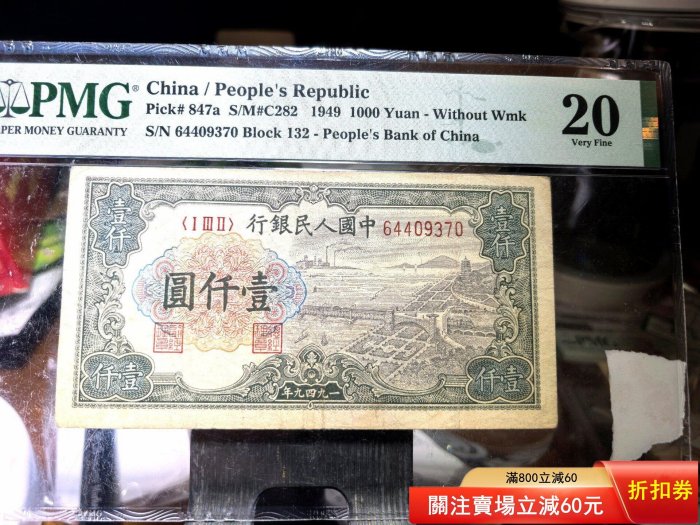 PMG®
PAPER MONEY GUARANTY
China / People's Republic
Pick# 847a S/M#C282 1949 1000 Yuan - Without Wmk
S/N 64409370 Block 132 - People's Bank of China
20
Very Fine
壹仟
壹仟
〈I III II〉 行銀民人國中 64409370
圓仟壹
仟壹
仟壹
年九四九一
滿800立減60
關注賣場立減60元
折扣券